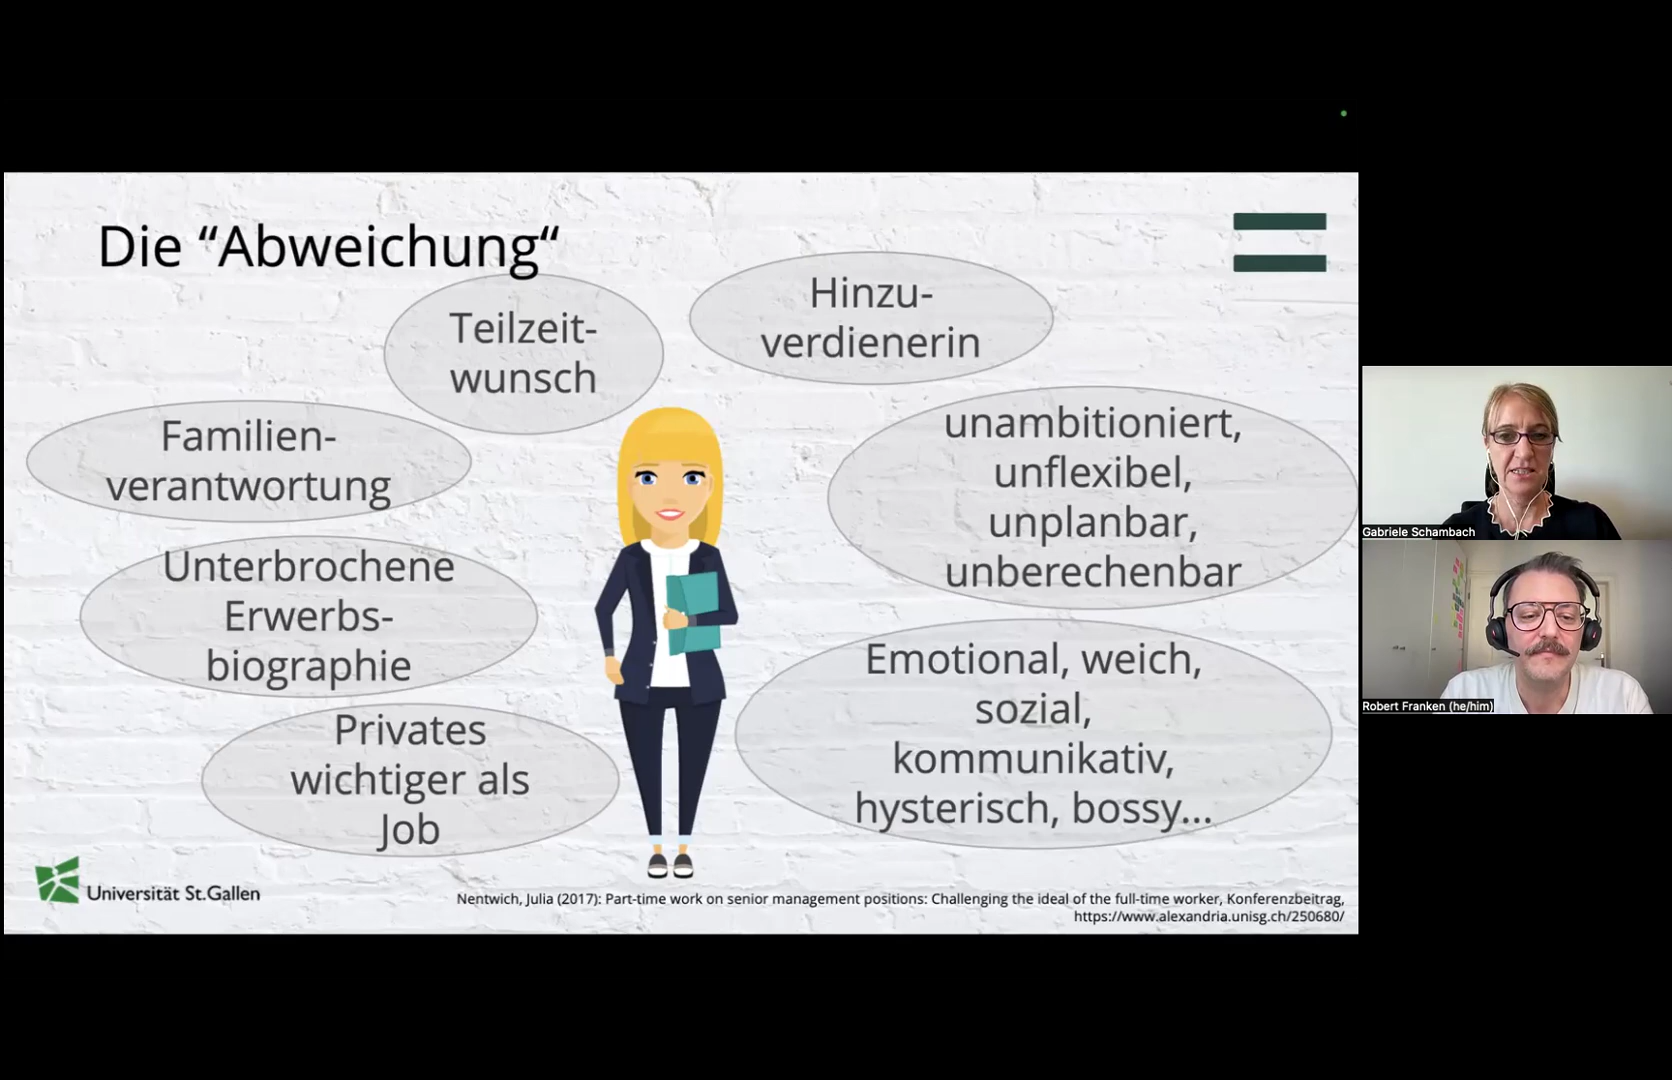 Die “Abweichung“
Teilzeit-
wunsch
Hinzu-
verdienerin
Familien-
verantwortung
unambitioniert,
unflexibel,
unplanbar,
unberechenbar
Unterbrochene
Erwerbs-
biographie
Emotional, weich,
sozial,
kommunikativ,
hysterisch, bossy...
Privates
wichtiger als
Job
Universität St.Gallen
Nentwich, Julia (2017): Part-time work on senior management positions: Challenging the ideal of the full-time worker, Konferenzbeitrag,
https://www.alexandria.unisg.ch/250680/
Gabriele Schambach
Robert Franken (he/him)